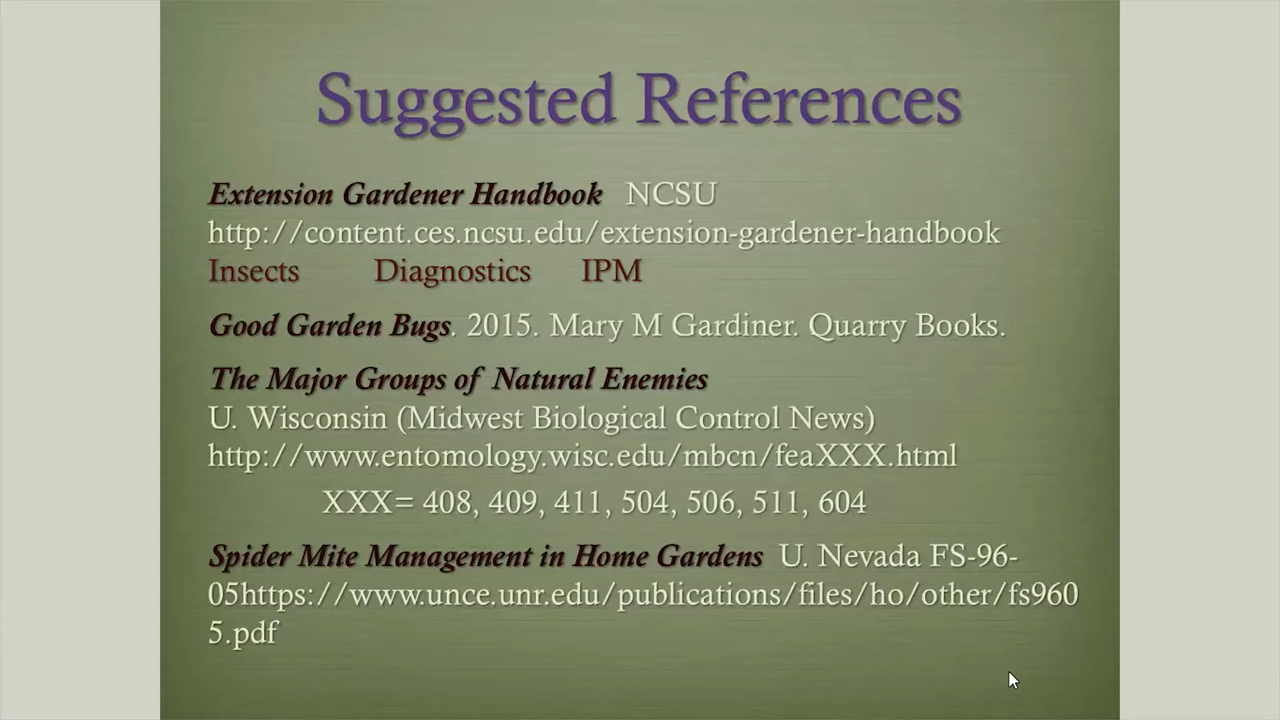 Suggested References
Extension Gardener Handbook NCSU
http://content.ces.ncsu.edu/extension-gardener-handbook
Insects Diagnostics IPM
Good Garden Bugs. 2015. Mary M Gardiner. Quarry Books.
The Major Groups of Natural Enemies
U. Wisconsin (Midwest Biological Control News)
http://www.entomology.wisc.edu/mbcn/feaXXX.html
XXX= 408, 409, 411, 504, 506, 511, 604
Spider Mite Management in Home Gardens U. Nevada FS-96-
05https://www.unce.unr.edu/publications/files/ho/other/fs960
5.pdf